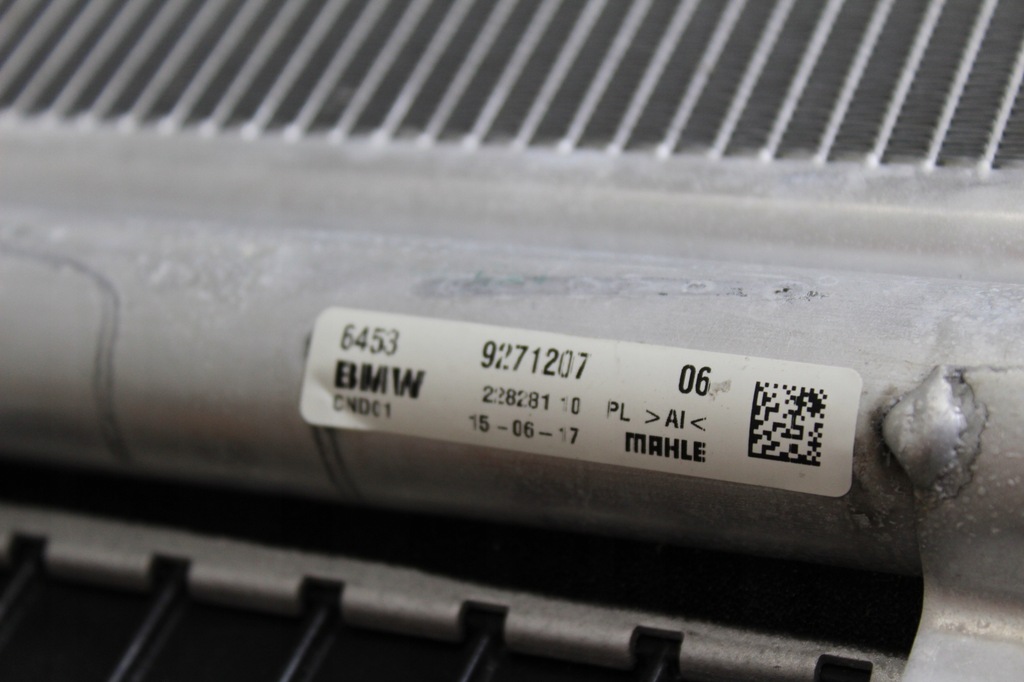 6453 9271207 06
BMW 228281 10 PL >Al<
CND01 15-06-17 MAHLE